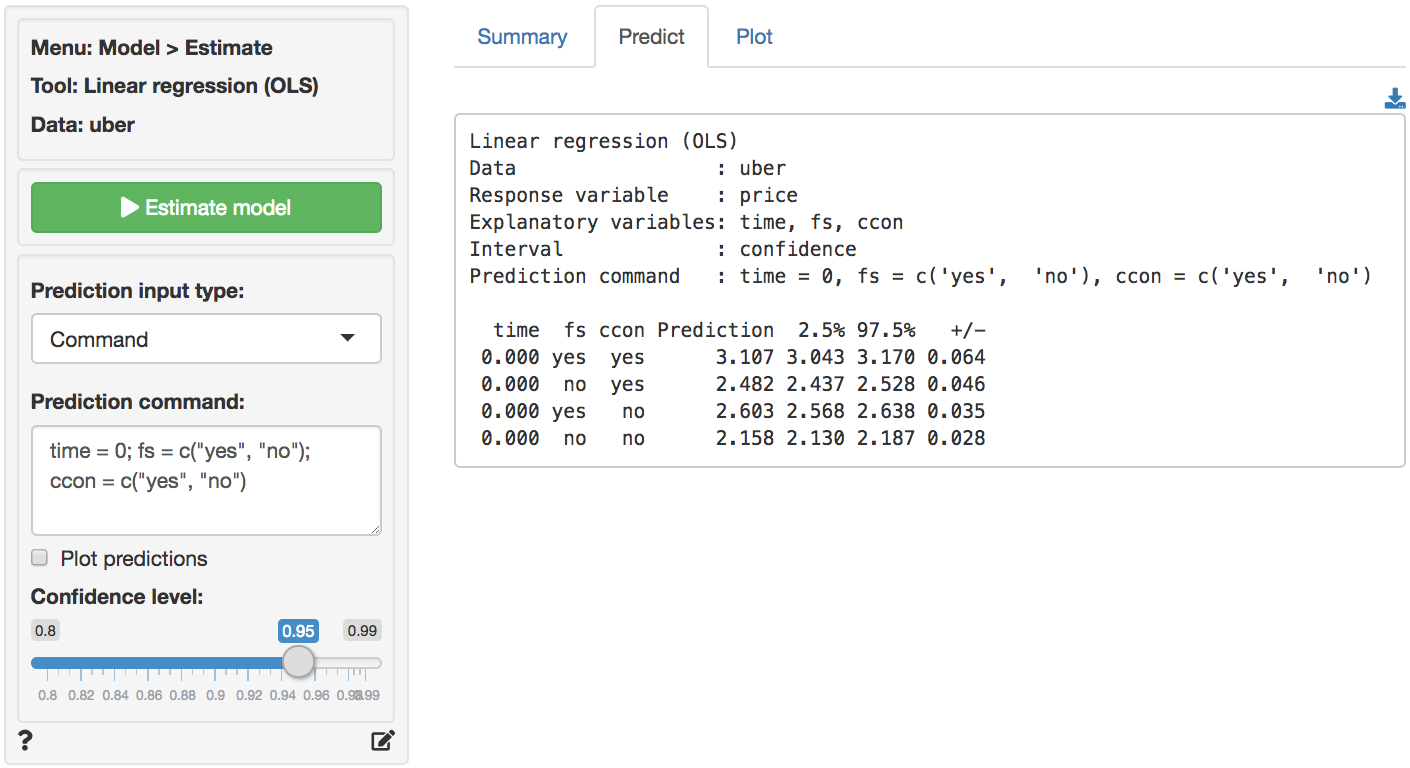 Menu: Model > Estimate
Tool: Linear regression (OLS)
Data: uber
Estimate model
Prediction input type:
Command
Prediction command:
time = 0; fs = c("yes", "no");
ccon = c("yes", "no")
Plot predictions
Confidence level:
0.8 0.95 0.99
0.8 0.82 0.84 0.86 0.88 0.9 0.92 0.94 0.96 0.98 0.99
?
Summary Predict Plot
Linear regression (OLS)
Data : uber
Response variable : price
Explanatory variables: time, fs, ccon
Interval : confidence
Prediction command : time = 0, fs = c('yes',  'no'), ccon = c('yes',  'no')
time fs ccon Prediction 2.5% 97.5% +/-
0.000 yes yes 3.107 3.043 3.170 0.064
0.000 no yes 2.482 2.437 2.528 0.046
0.000 yes no 2.603 2.568 2.638 0.035
0.000 no no 2.158 2.130 2.187 0.028